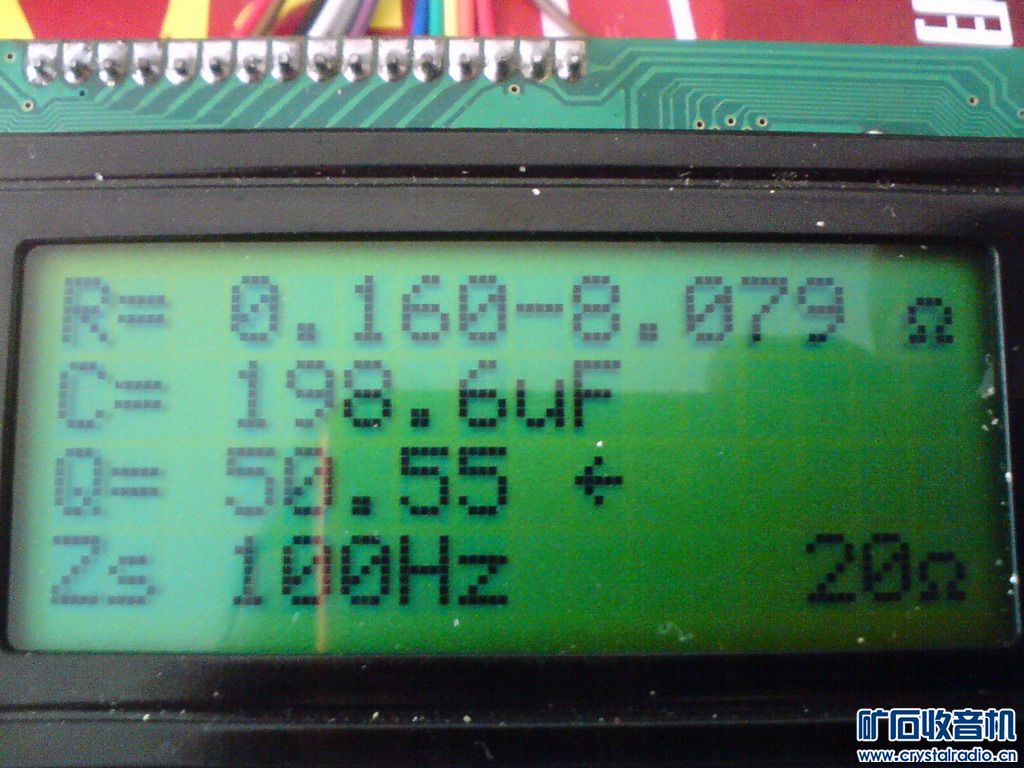 R= 0.160-8.079 Ω
C= 198.6uF
Q= 50.55 ←
Zs 100Hz 20Ω
矿石收音机
www.crystalradio.cn